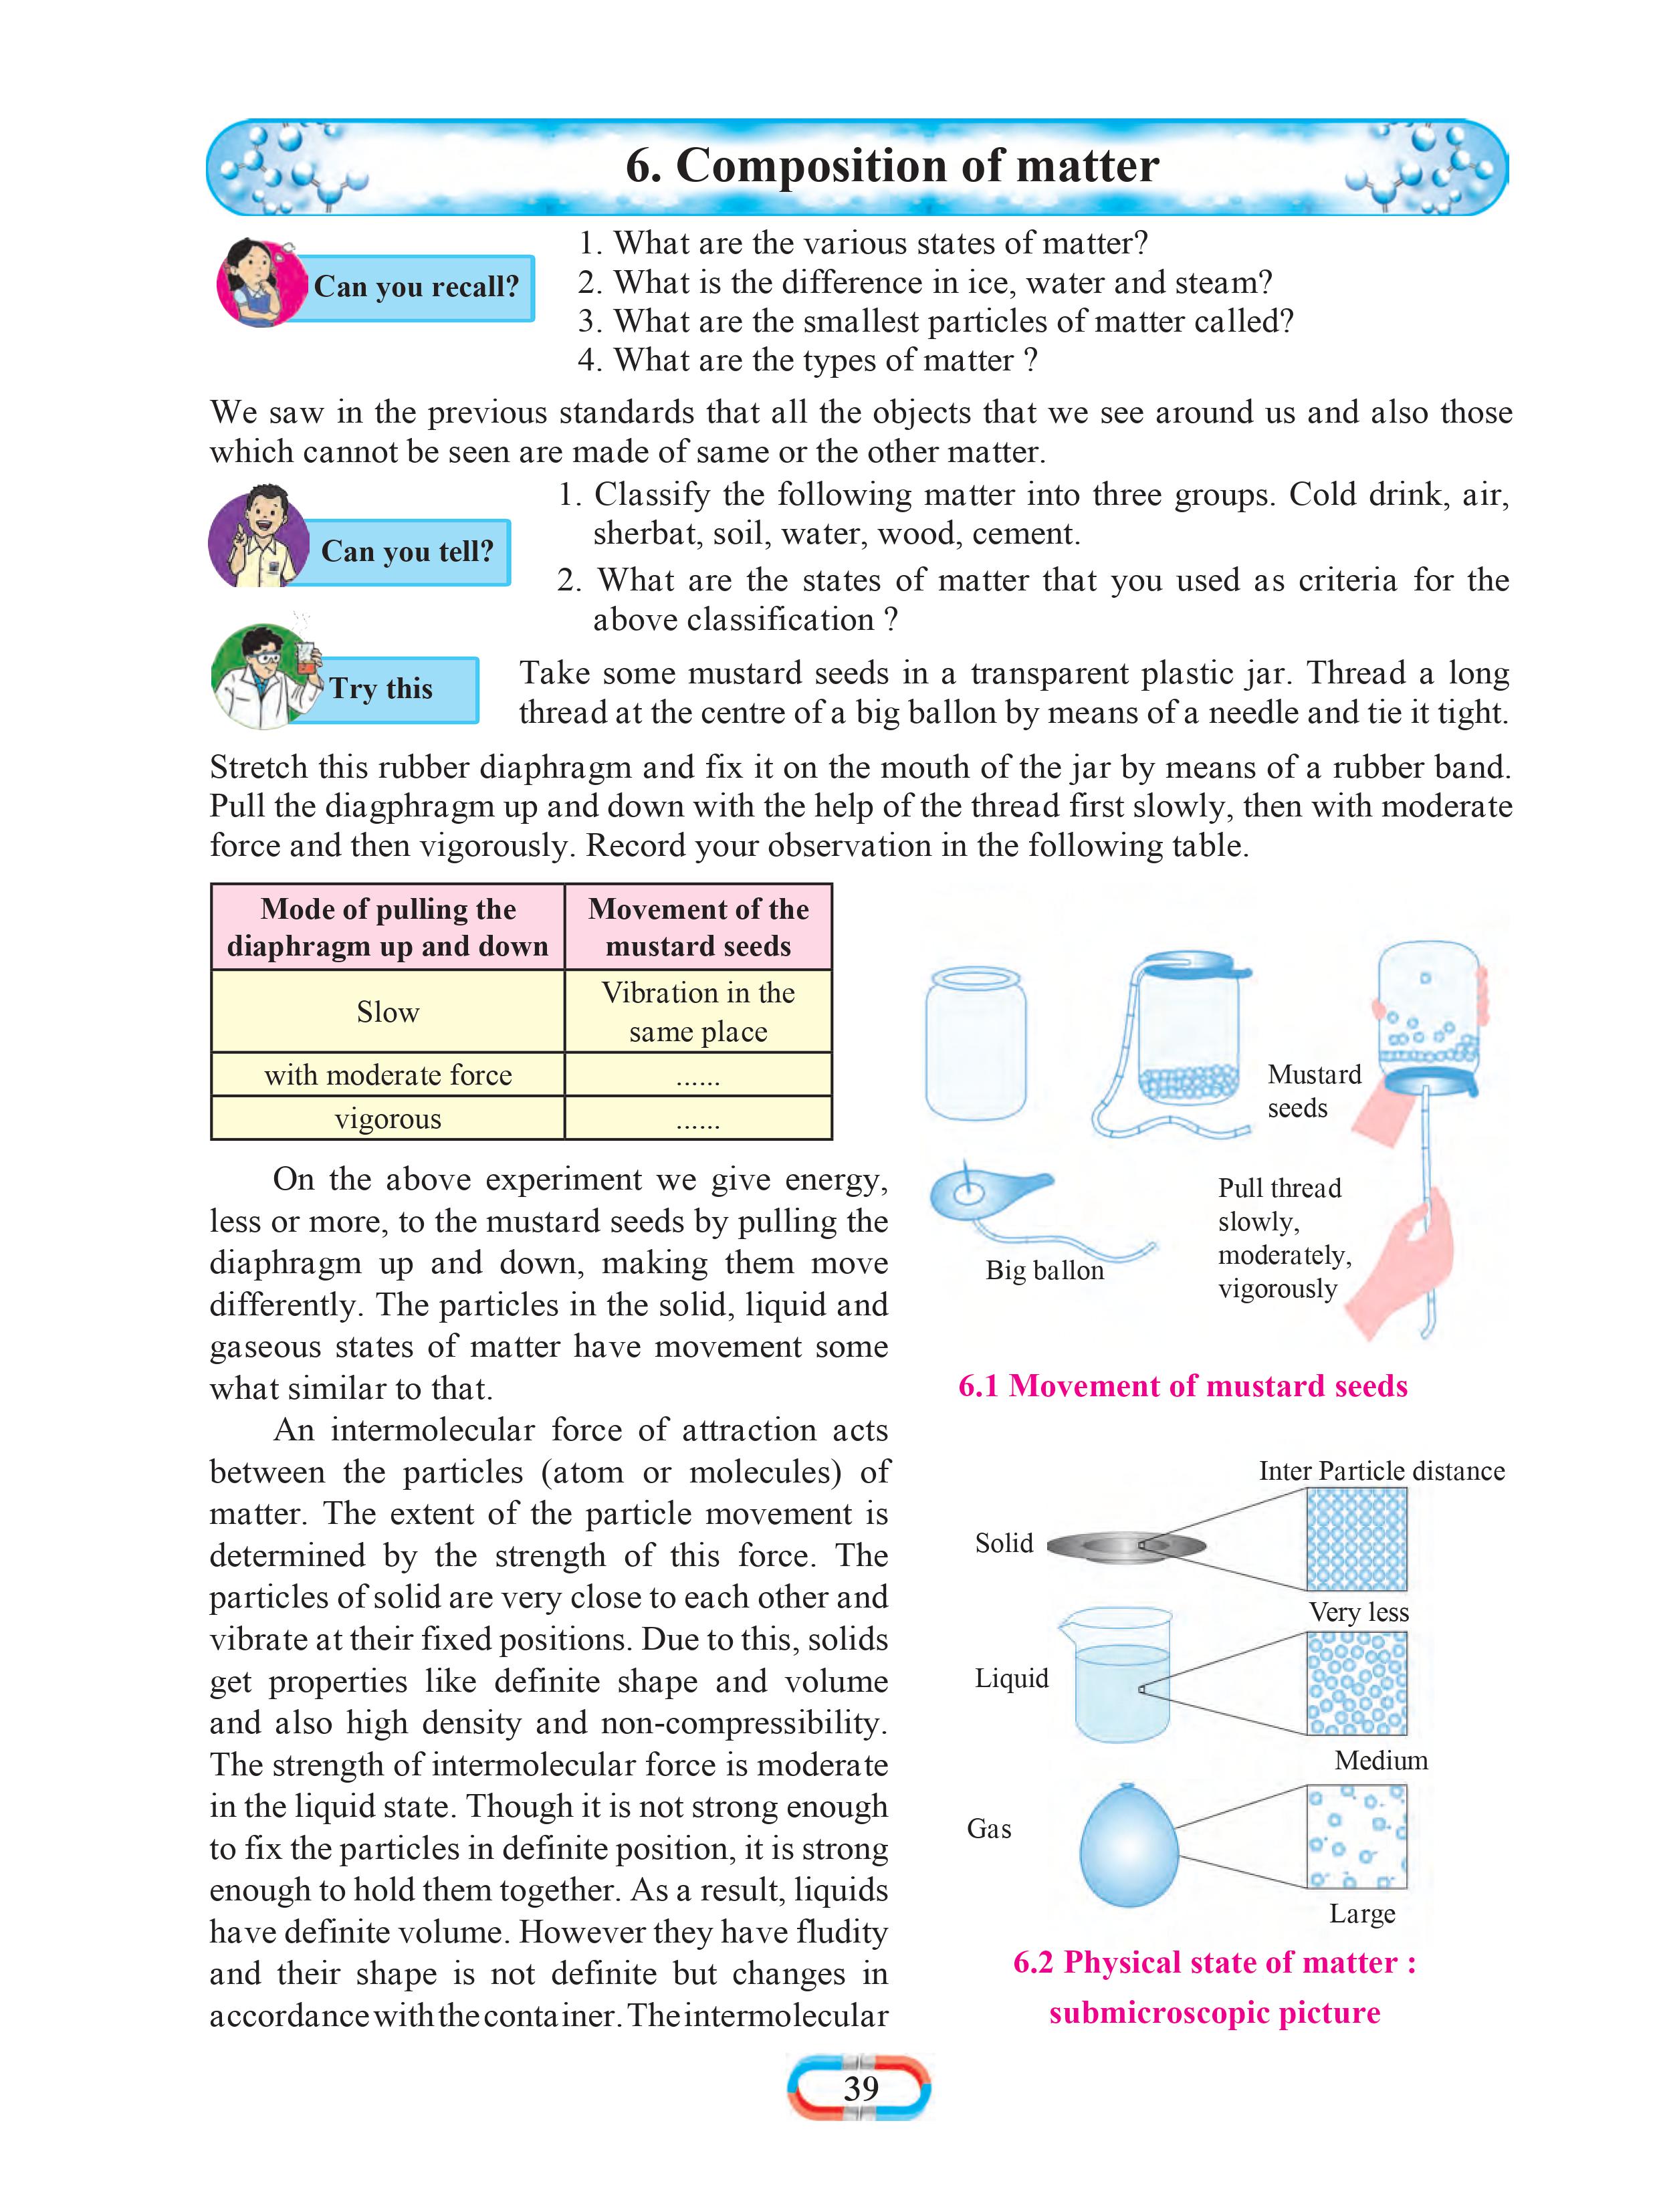 6. Composition of matter
Can you recall?
1. What are the various states of matter?
2. What is the difference in ice, water and steam?
3. What are the smallest particles of matter called?
4. What are the types of matter ?
We saw in the previous standards that all the objects that we see around us and also those
which cannot be seen are made of same or the other matter.
Can you tell?
1. Classify the following matter into three groups. Cold drink, air,
sherbat, soil, water, wood, cement.
2. What are the states of matter that you used as criteria for the
above classification ?
Try this
Take some mustard seeds in a transparent plastic jar. Thread a long
thread at the centre of a big ballon by means of a needle and tie it tight.
Stretch this rubber diaphragm and fix it on the mouth of the jar by means of a rubber band.
Pull the diagphragm up and down with the help of the thread first slowly, then with moderate
force and then vigorously. Record your observation in the following table.
Mode of pulling the
diaphragm up and down
Movement of the
mustard seeds
Slow
Vibration in the
same place
with moderate force
......
vigorous
......
On the above experiment we give energy,
less or more, to the mustard seeds by pulling the
diaphragm up and down, making them move
differently. The particles in the solid, liquid and
gaseous states of matter have movement some
what similar to that.
An intermolecular force of attraction acts
between the particles (atom or molecules) of
matter. The extent of the particle movement is
determined by the strength of this force. The
particles of solid are very close to each other and
vibrate at their fixed positions. Due to this, solids
get properties like definite shape and volume
and also high density and non-compressibility.
The strength of intermolecular force is moderate
in the liquid state. Though it is not strong enough
to fix the particles in definite position, it is strong
enough to hold them together. As a result, liquids
have definite volume. However they have fludity
and their shape is not definite but changes in
accordance with the container. The intermolecular
Mustard
seeds
Pull thread
slowly,
moderately,
vigorously
Big ballon
6.1 Movement of mustard seeds
Inter Particle distance
Solid
Very less
Liquid
Medium
Gas
Large
6.2 Physical state of matter :
submicroscopic picture
39